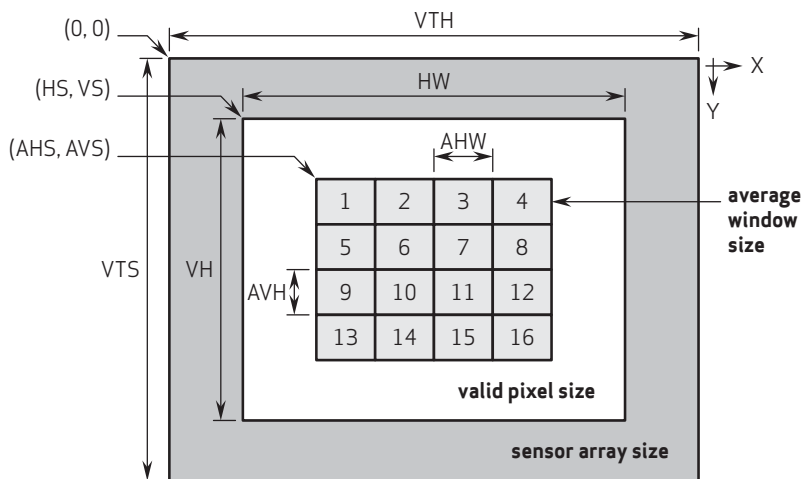 VTH
(0, 0)
X
Y
(HS, VS)
HW
(AHS, AVS)
AHW
1 2 3 4
average
window
size
5 6 7 8
VTS
VH
AVH
9 10 11 12
13 14 15 16
valid pixel size
sensor array size